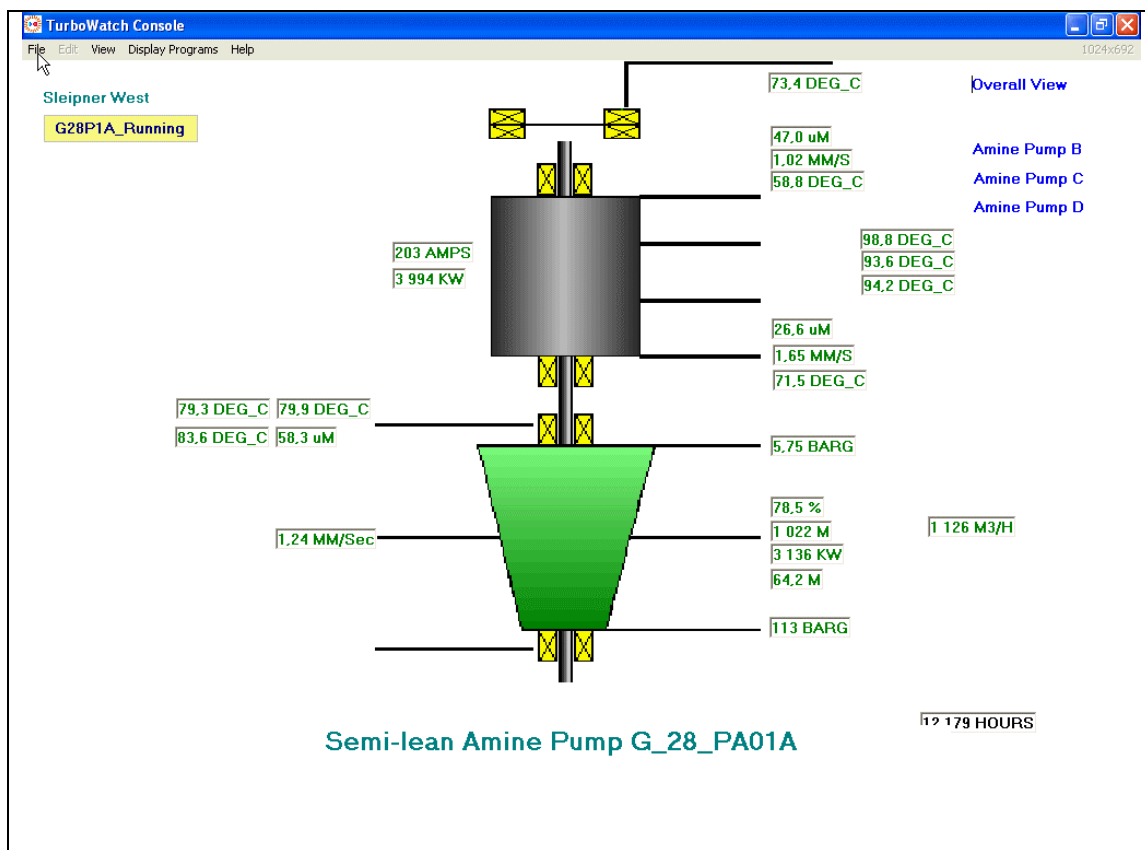 TurboWatch Console
File Edit View Display Programs Help
1024x692
Sleipner West
G28P1A_Running
73,4 DEG_C
Overall View
47,0 uM
1,02 MM/S
58,8 DEG_C
Amine Pump B
Amine Pump C
Amine Pump D
203 AMPS
3 994 KW
98,8 DEG_C
93,6 DEG_C
94,2 DEG_C
26,6 uM
1,65 MM/S
71,5 DEG_C
79,3 DEG_C 79,9 DEG_C
83,6 DEG_C 58,3 uM
5,75 BARG
78,5 %
1 022 M
3 136 KW
64,2 M
1 126 M3/H
1,24 MM/Sec
113 BARG
12 179 HOURS
Semi-lean Amine Pump G_28_PA01A